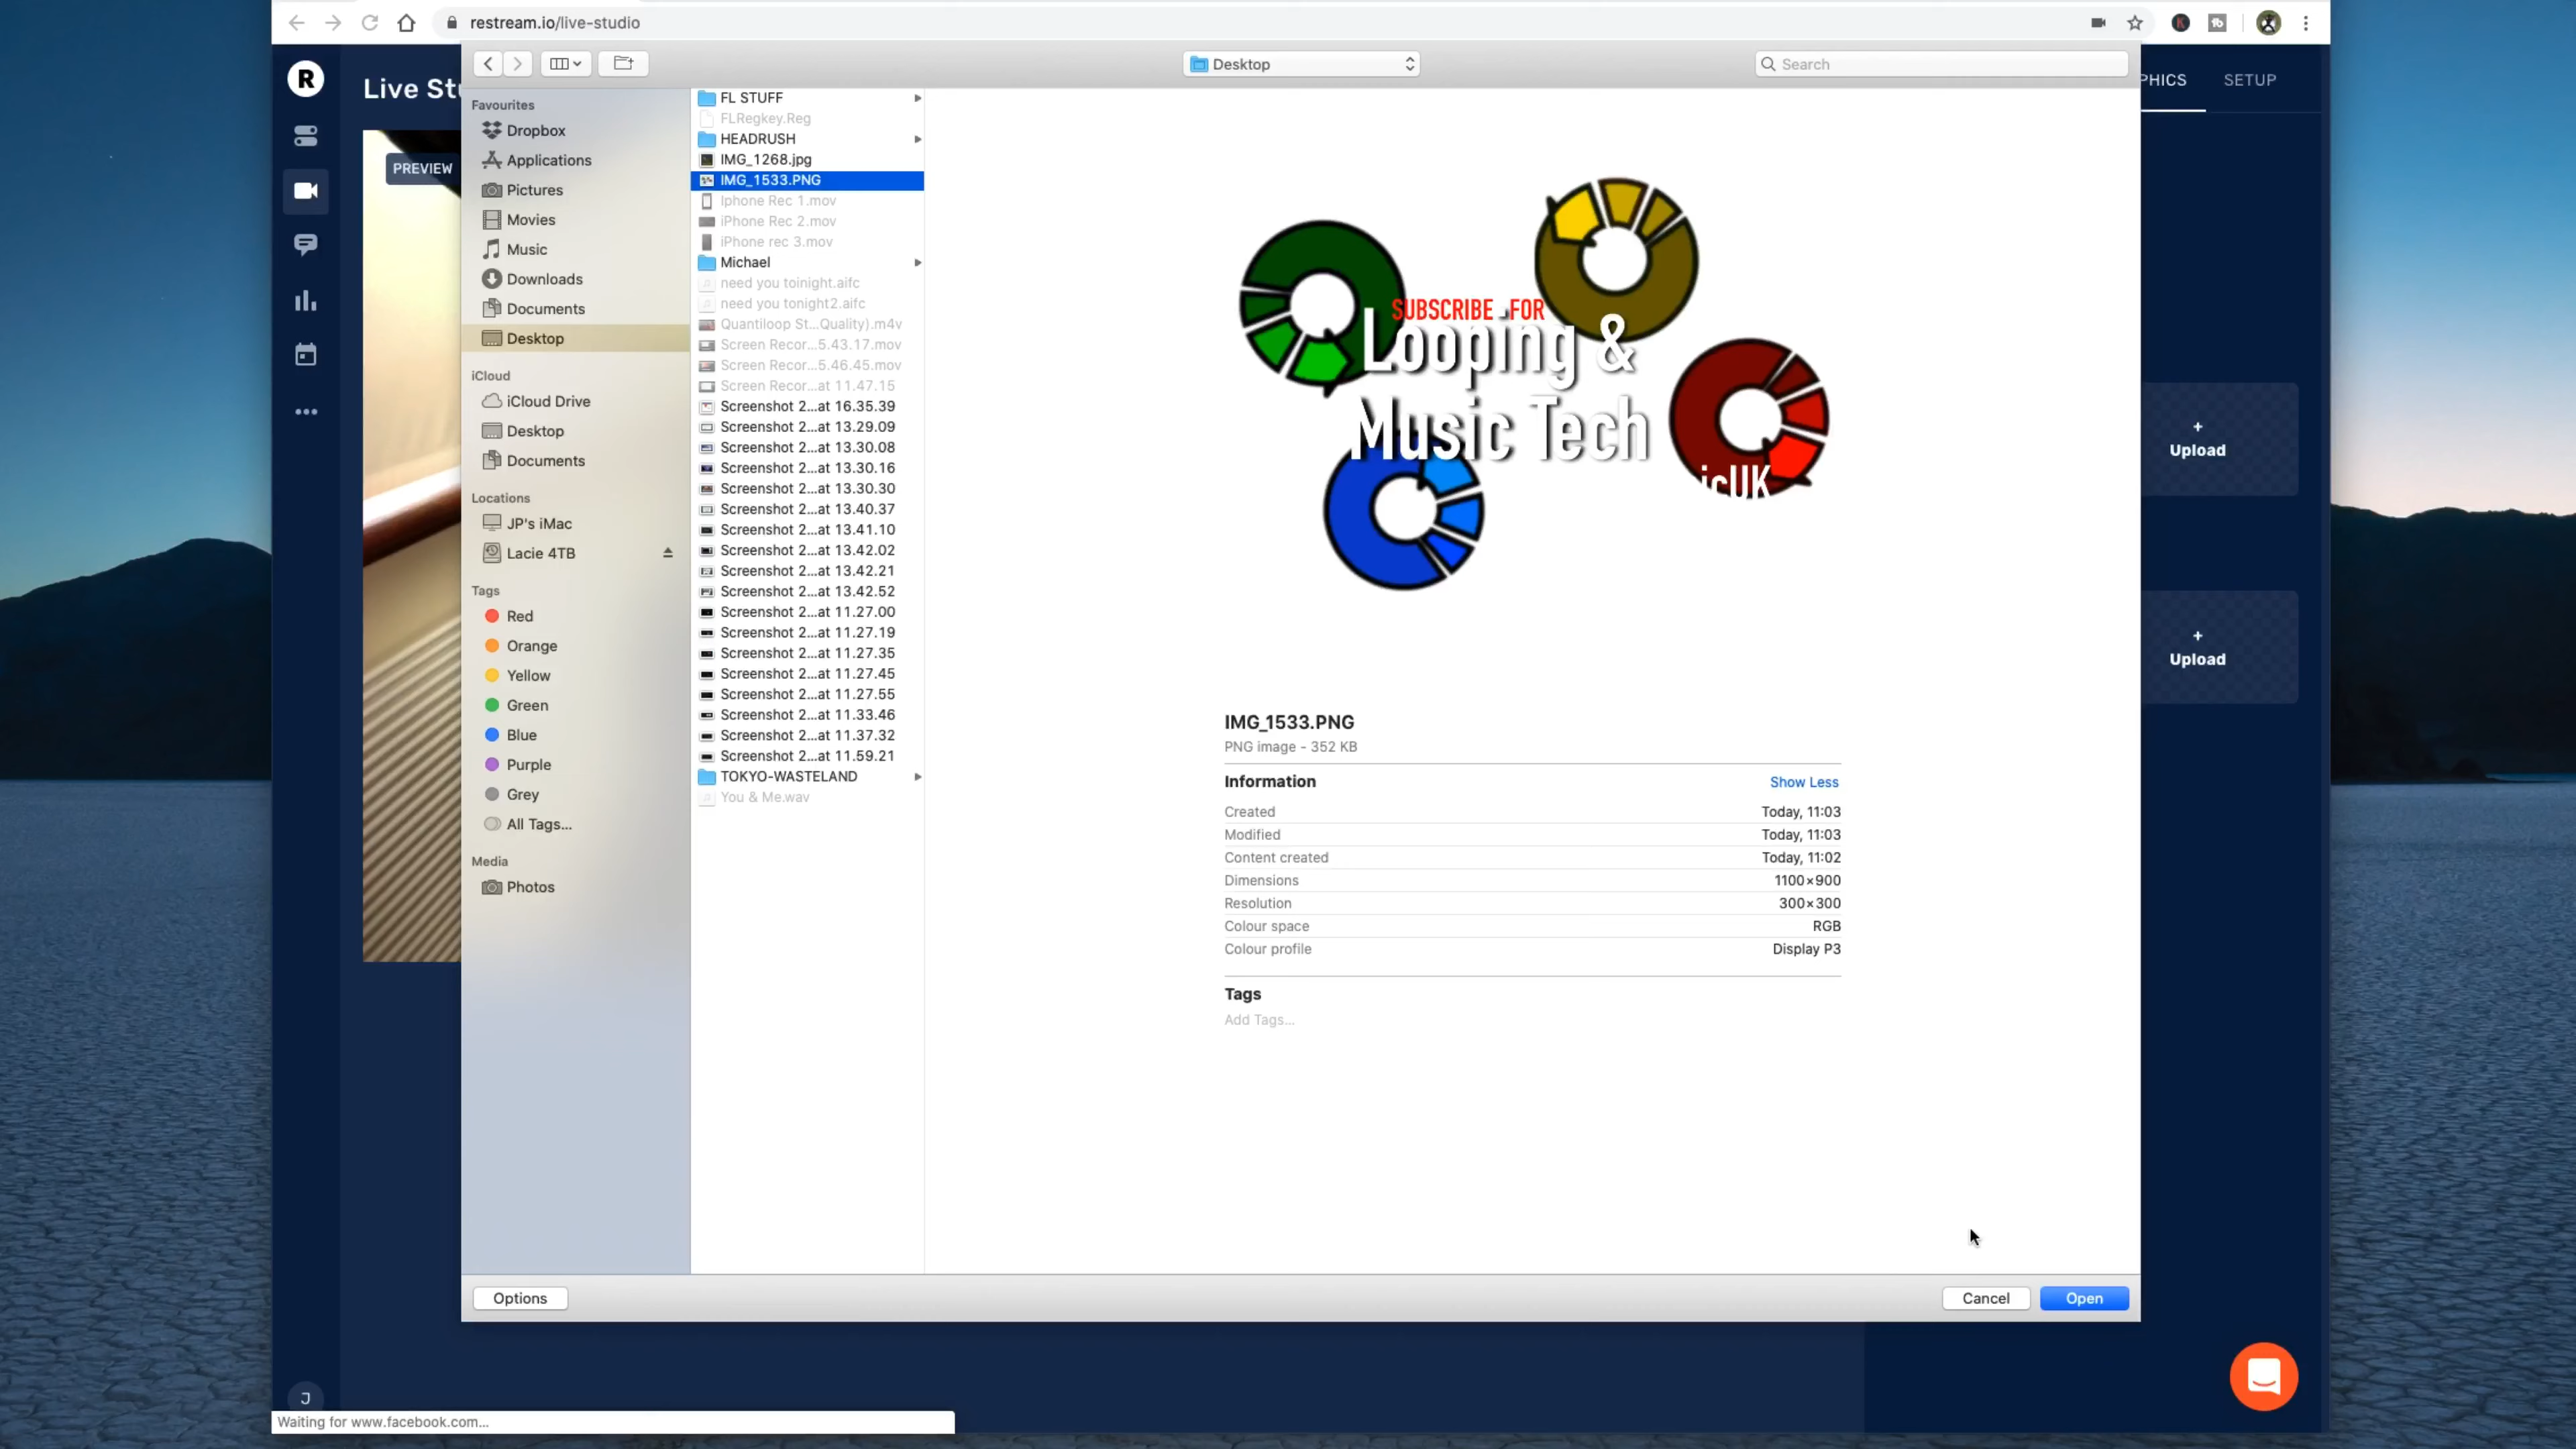 restream.io/live-studio
Desktop
Search
R
Live Stu
PHICS
SETUP
PREVIEW
Favourites
Dropbox
Applications
Pictures
Movies
Music
Downloads
Documents
Desktop
iCloud
iCloud Drive
Desktop
Documents
Locations
JP's iMac
Lacie 4TB
Tags
Red
Orange
Yellow
Green
Blue
Purple
Grey
All Tags...
Media
Photos
FL STUFF
FLRegkey.Reg
HEADRUSH
IMG_1268.jpg
IMG_1533.PNG
Iphone Rec 1.mov
iPhone Rec 2.mov
iPhone rec 3.mov
Michael
need you toinight.aifc
need you tonight2.aifc
Quantiloop St...Quality).m4v
Screen Recor...5.43.17.mov
Screen Recor...5.46.45.mov
Screen Recor...at 11.47.15
Screenshot 2...at 16.35.39
Screenshot 2...at 13.29.09
Screenshot 2...at 13.30.08
Screenshot 2...at 13.30.16
Screenshot 2...at 13.30.30
Screenshot 2...at 13.40.37
Screenshot 2...at 13.41.10
Screenshot 2...at 13.42.02
Screenshot 2...at 13.42.21
Screenshot 2...at 13.42.52
Screenshot 2...at 11.27.00
Screenshot 2...at 11.27.19
Screenshot 2...at 11.27.35
Screenshot 2...at 11.27.45
Screenshot 2...at 11.27.55
Screenshot 2...at 11.33.46
Screenshot 2...at 11.37.32
Screenshot 2...at 11.59.21
TOKYO-WASTELAND
You & Me.wav
SUBSCRIBE FOR
Looping &
Music Tech
icUK
IMG_1533.PNG
PNG image - 352 KB
Information Show Less
Created Today, 11:03
Modified Today, 11:03
Content created Today, 11:02
Dimensions 1100×900
Resolution 300×300
Colour space RGB
Colour profile Display P3
Tags
Add Tags...
+
Upload
+
Upload
Options
Cancel
Open
J
Waiting for www.facebook.com...